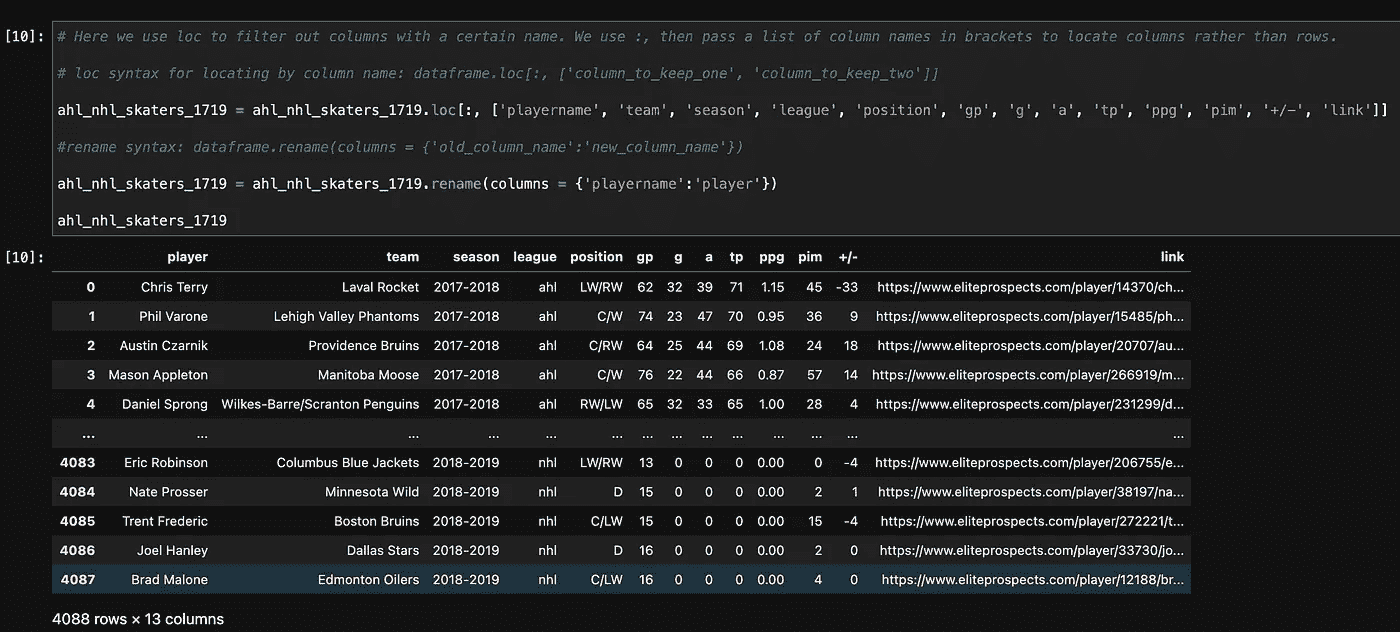 [10]: # Here we use loc to filter out columns with a certain name. We use :, then pass a list of column names in brackets to locate columns rather than rows.
# loc syntax for locating by column name: dataframe.loc[:, ['column_to_keep_one', 'column_to_keep_two']]
ahl_nhl_skaters_1719 = ahl_nhl_skaters_1719.loc[:, ['playername', 'team', 'season', 'league', 'position', 'gp', 'g', 'a', 'tp', 'ppg', 'pim', '+/-', 'link']]
#rename syntax: dataframe.rename(columns = {'old_column_name':'new_column_name'})
ahl_nhl_skaters_1719 = ahl_nhl_skaters_1719.rename(columns = {'playername':'player'})
ahl_nhl_skaters_1719
[10]: player team season league position gp g a tp ppg pim +/- link
0 Chris Terry Laval Rocket 2017-2018 ahl LW/RW 62 32 39 71 1.15 45 -33 https://www.eliteprospects.com/player/14370/ch...
1 Phil Varone Lehigh Valley Phantoms 2017-2018 ahl C/W 74 23 47 70 0.95 36 9 https://www.eliteprospects.com/player/15485/ph...
2 Austin Czarnik Providence Bruins 2017-2018 ahl C/RW 64 25 44 69 1.08 24 18 https://www.eliteprospects.com/player/20707/au...
3 Mason Appleton Manitoba Moose 2017-2018 ahl C/W 76 22 44 66 0.87 57 14 https://www.eliteprospects.com/player/266919/m...
4 Daniel Sprong Wilkes-Barre/Scranton Penguins 2017-2018 ahl RW/LW 65 32 33 65 1.00 28 4 https://www.eliteprospects.com/player/231299/d...
... ... ... ... ... ... ... ... ... ... ... ... ... ...
4083 Eric Robinson Columbus Blue Jackets 2018-2019 nhl LW/RW 13 0 0 0 0.00 0 -4 https://www.eliteprospects.com/player/206755/e...
4084 Nate Prosser Minnesota Wild 2018-2019 nhl D 15 0 0 0 0.00 2 1 https://www.eliteprospects.com/player/38197/na...
4085 Trent Frederic Boston Bruins 2018-2019 nhl C/LW 15 0 0 0 0.00 15 -4 https://www.eliteprospects.com/player/272221/t...
4086 Joel Hanley Dallas Stars 2018-2019 nhl D 16 0 0 0 0.00 2 0 https://www.eliteprospects.com/player/33730/jo...
4087 Brad Malone Edmonton Oilers 2018-2019 nhl C/LW 16 0 0 0 0.00 4 0 https://www.eliteprospects.com/player/12188/br...
4088 rows × 13 columns